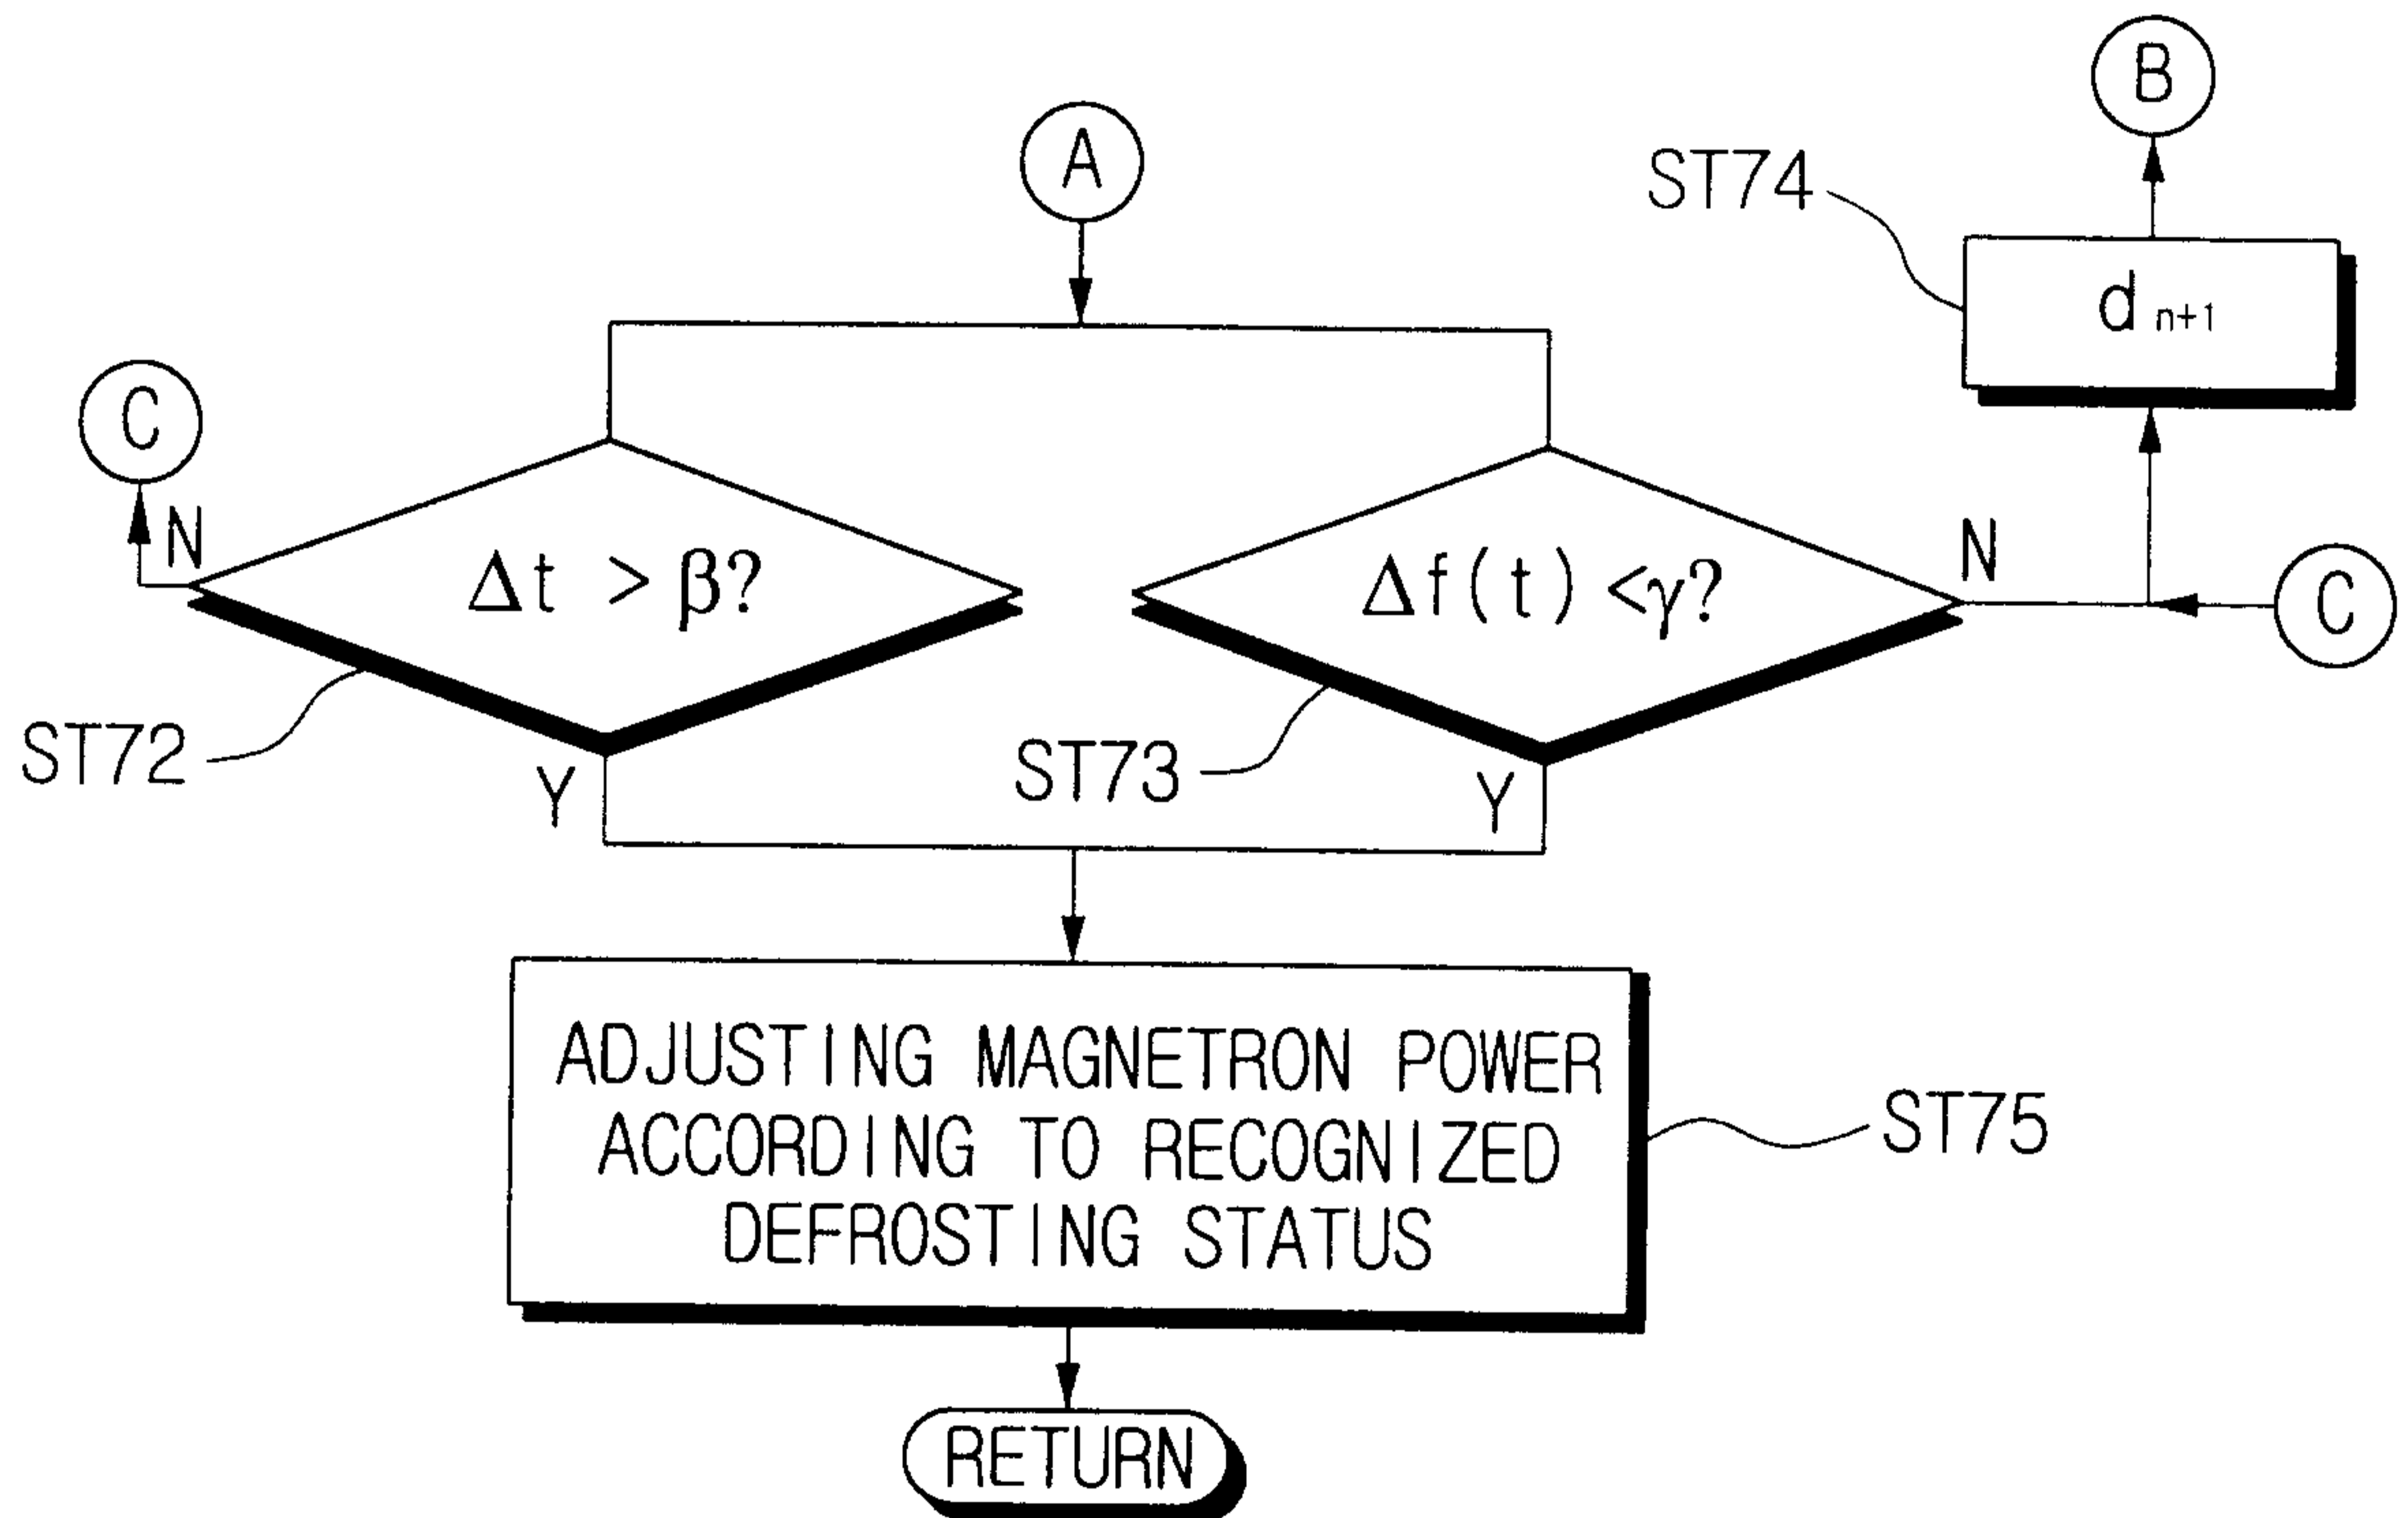 B
A
ST74
d n+1
C
N
Δt > β?
Δf(t) <γ?
N
C
ST72
Y
ST73
Y
ADJUSTING MAGNETRON POWER
ACCORDING TO RECOGNIZED
DEFROSTING STATUS
ST75
RETURN